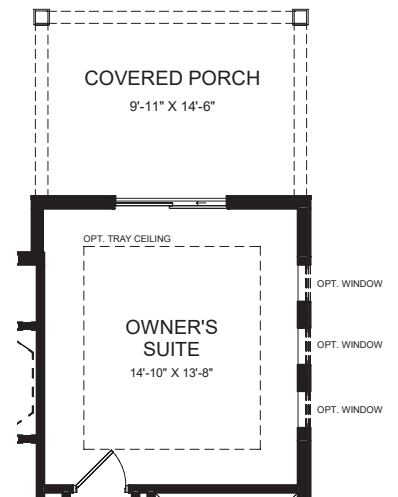 COVERED PORCH
9'-11" X 14'-6"
OPT. TRAY CEILING
OPT. WINDOW
OWNER'S
SUITE
14'-10" X 13'-8"
OPT. WINDOW
OPT. WINDOW